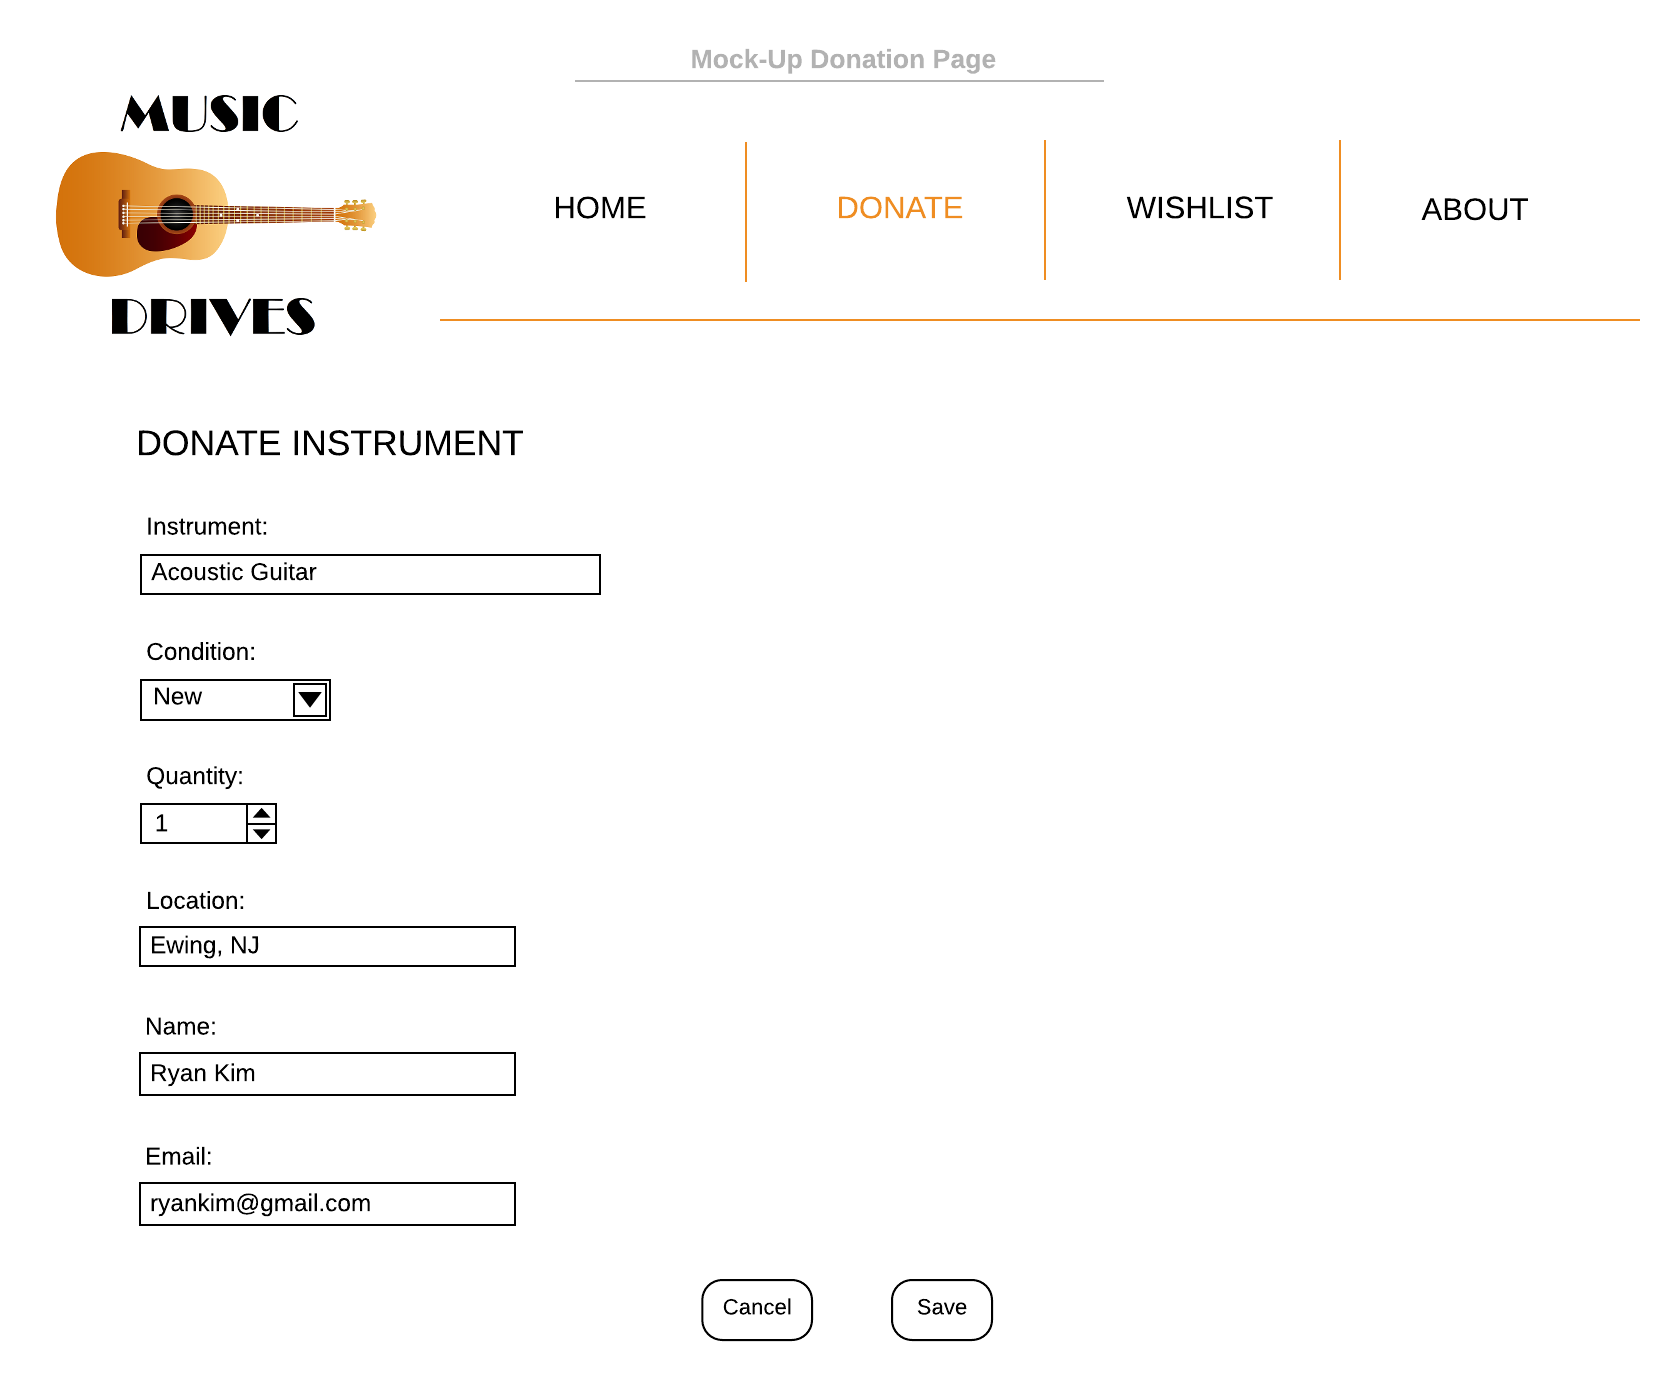 Mock-Up Donation Page
MUSIC
DRIVES
HOME
DONATE
WISHLIST
ABOUT
DONATE INSTRUMENT
Instrument:
Acoustic Guitar
Condition:
New
Quantity:
1
Location:
Ewing, NJ
Name:
Ryan Kim
Email:
ryankim@gmail.com
Cancel
Save